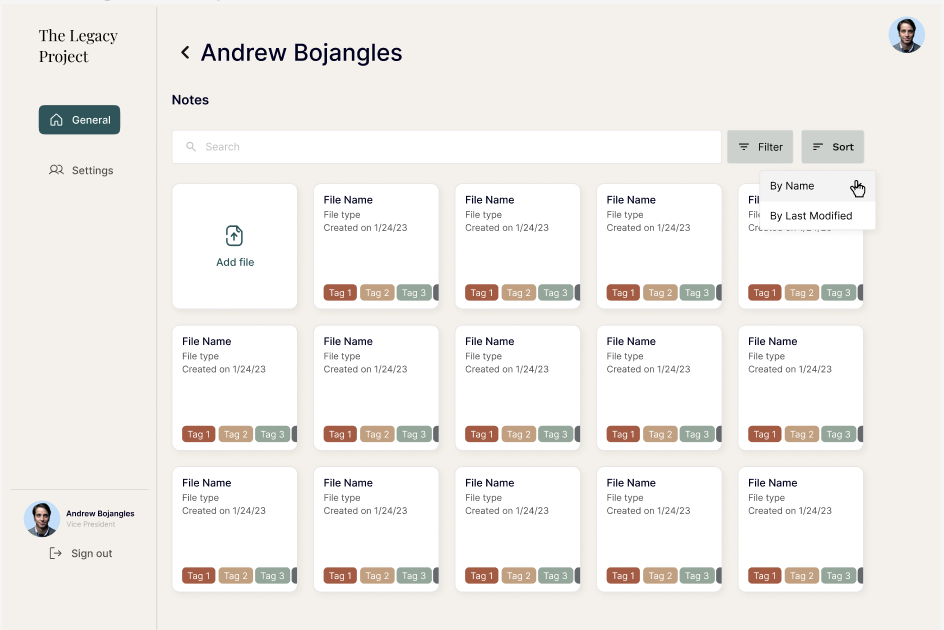 The Legacy
Project
General
Settings
Andrew Bojangles
Vice President
Sign out
Andrew Bojangles
Notes
Search
Filter
Sort
By Name
By Last Modified
Add file
File Name
File type
Created on 1/24/23
Tag 1 Tag 2 Tag 3
File Name
File type
Created on 1/24/23
Tag 1 Tag 2 Tag 3
File Name
File type
Created on 1/24/23
Tag 1 Tag 2 Tag 3
Tag 1 Tag 2 Tag 3
File Name
File type
Created on 1/24/23
Tag 1 Tag 2 Tag 3
File Name
File type
Created on 1/24/23
Tag 1 Tag 2 Tag 3
File Name
File type
Created on 1/24/23
Tag 1 Tag 2 Tag 3
File Name
File type
Created on 1/24/23
Tag 1 Tag 2 Tag 3
File Name
File type
Created on 1/24/23
Tag 1 Tag 2 Tag 3
File Name
File type
Created on 1/24/23
Tag 1 Tag 2 Tag 3
File Name
File type
Created on 1/24/23
Tag 1 Tag 2 Tag 3
File Name
File type
Created on 1/24/23
Tag 1 Tag 2 Tag 3
File Name
File type
Created on 1/24/23
Tag 1 Tag 2 Tag 3
File Name
File type
Created on 1/24/23
Tag 1 Tag 2 Tag 3